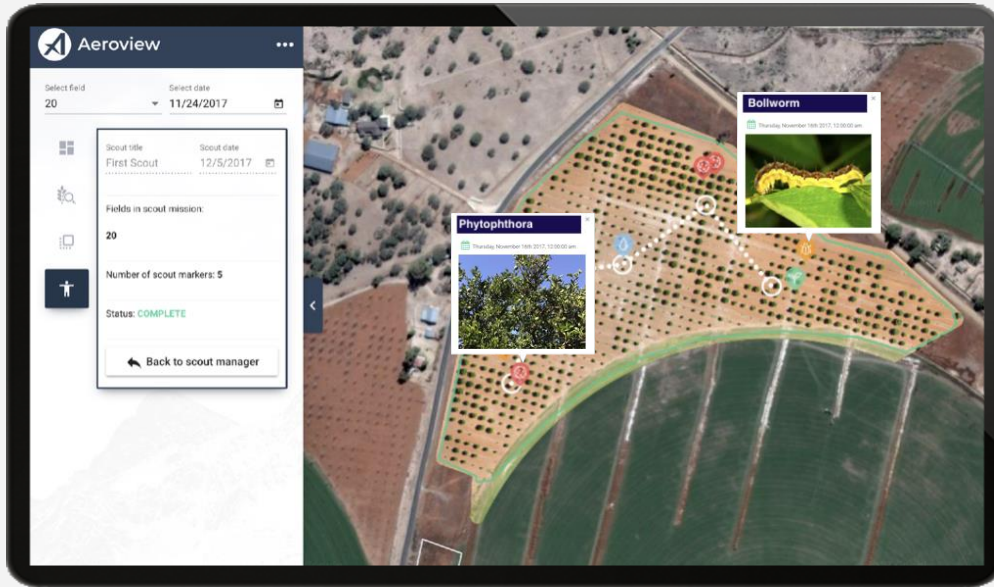 Aeroview
Select field
Select date
20
11/24/2017
Scout title
Scout date
First Scout
12/5/2017
Fields in scout mission:
20
Number of scout markers: 5
Status: COMPLETE
Back to scout manager
Phytophthora
Thursday, November 16th 2017, 12:00:00 am
Bollworm
Thursday, November 16th 2017, 12:00:00 am